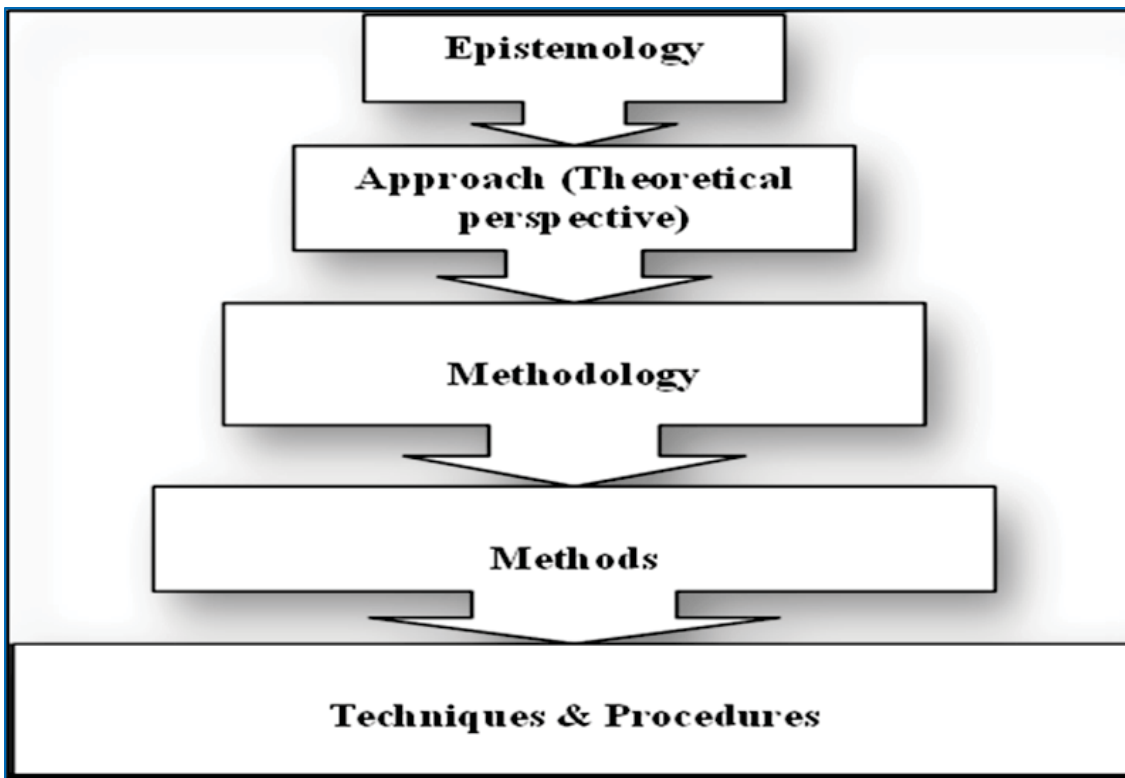 Epistemology
Approach (Theoretical
perspective)
Methodology
Methods
Techniques & Procedures